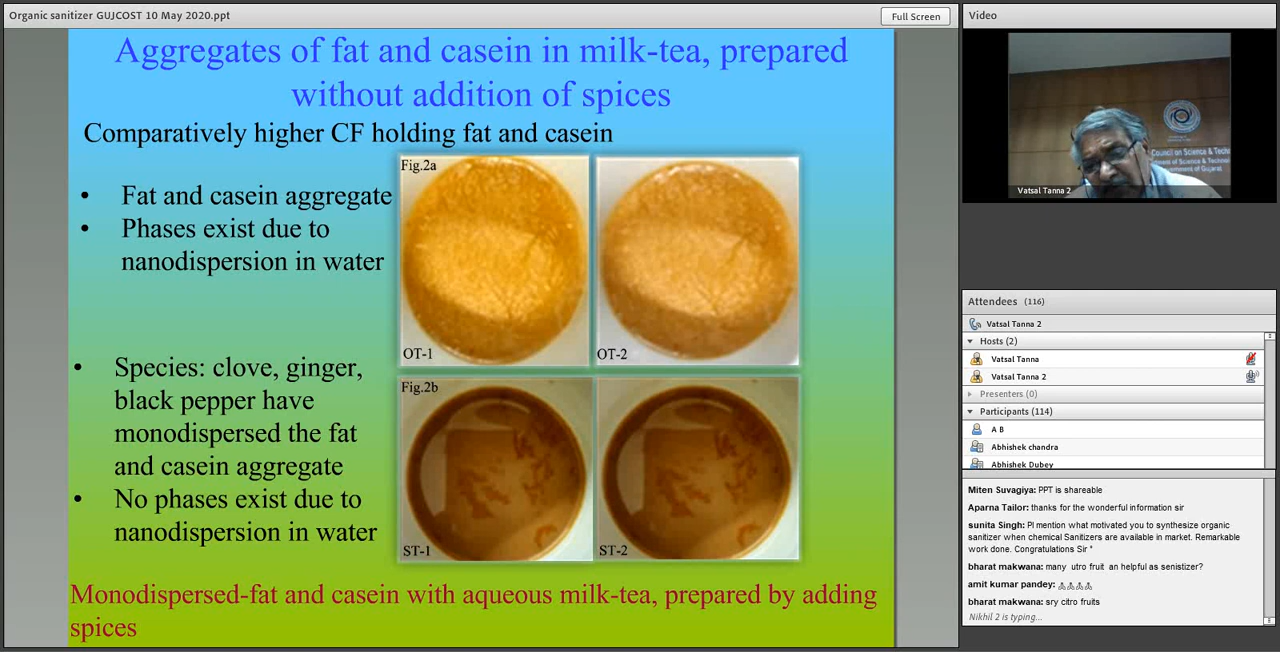 Organic sanitizer GUJCOST 10 May 2020.ppt
Full Screen
Aggregates of fat and casein in milk-tea, prepared
without addition of spices
Comparatively higher CF holding fat and casein
• Fat and casein aggregate
• Phases exist due to
nanodispersion in water
• Species: clove, ginger,
black pepper have
monodispersed the fat
and casein aggregate
• No phases exist due to
nanodispersion in water
Fig.2a
OT-1
OT-2
Fig.2b
ST-1
ST-2
Monodispersed-fat and casein with aqueous milk-tea, prepared by adding
spices
Video
Council on Science & Techn
Department of Gujarat
Vatsal Tanna 2
Attendees (116)
Vatsal Tanna 2
Hosts (2)
Vatsal Tanna
Vatsal Tanna 2
Presenters (0)
Participants (114)
A B
Abhishek chandra
Abhishek Dubey
Miten Suvagiya: PPT is shareable
Aparna Tailor: thanks for the wonderful information sir
sunita Singh: Pl mention what motivated you to synthesize organic
sanitizer when chemical Sanitizers are available in market. Remarkable
work done. Congratulations Sir "
bharat makwana: many utro fruit an helpful as senistizer?
amit kumar pandey:
bharat makwana: sry citro fruits
Nikhil 2 is typing...